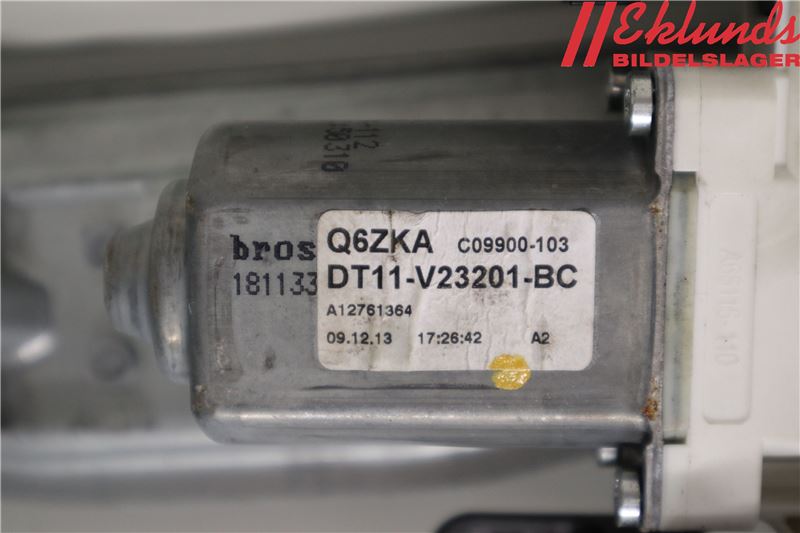 Eklunds
BILDELSLAGER
Q6ZKA C09900-103
DT11-V23201-BC
A12761364
09.12.13 17:26:42 A2
bros
181133